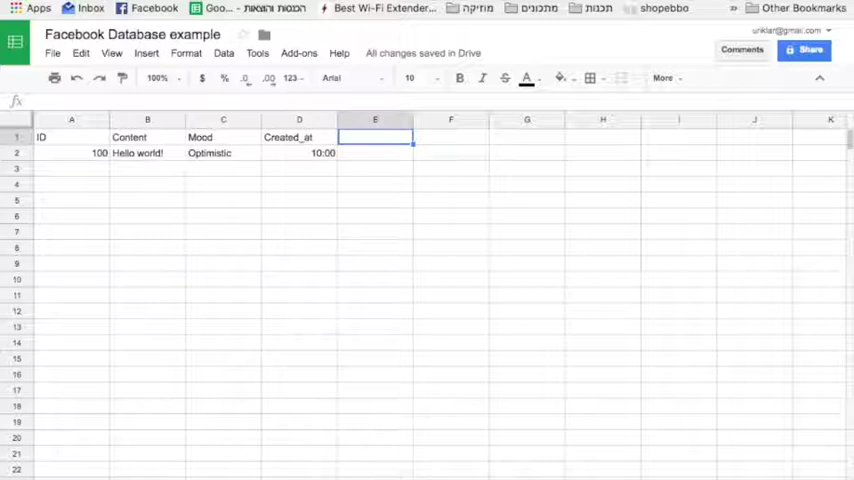 Apps Inbox Facebook Goo... - הכנסות והוצאות Best Wi-Fi Extender... מוזיקה מתכונים תכנות shopebbo » Other Bookmarks
Facebook Database example
unklar@gmail.com
File Edit View Insert Format Data Tools Add-ons Help All changes saved in Drive
Comments Share
100% $ % .0 .00 123 Arial 10 B I S A More
fx
A B C D E F G H I J K
1 ID Content Mood Created_at
2 100 Hello world! Optimistic 10:00
3
4
5
6
7
8
9
10
11
12
13
14
15
16
17
18
19
20
21
22